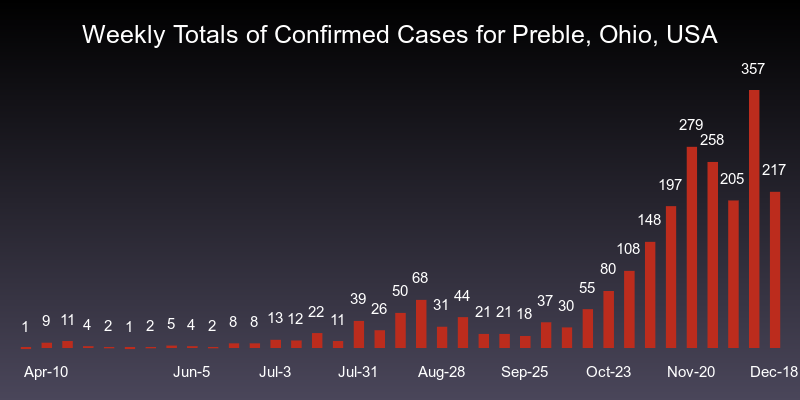 Weekly Totals of Confirmed Cases for Preble, Ohio, USA
1 9 11 4 2 1 2 5 4 2 8 8 13 12 22 11 39 26 50 68 31 44 21 21 18 37 30 55 80 108 148 197 279 258 205 357 217
Apr-10 Jun-5 Jul-3 Jul-31 Aug-28 Sep-25 Oct-23 Nov-20 Dec-18